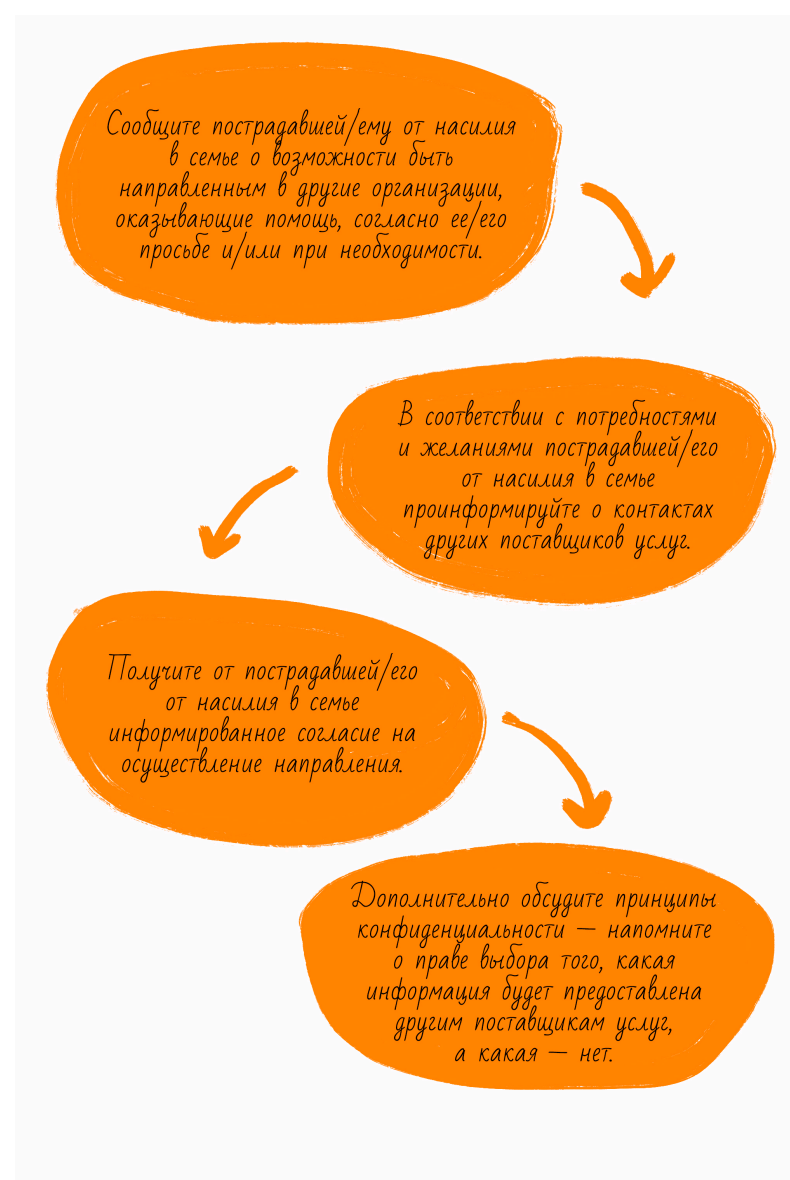 Сообщите пострадавшей/ему от насилия
в семье о возможности быть
направленным в другие организации,
оказывающие помощь, согласно ее/его
просьбе и/или при необходимости.
В соответствии с потребностями
и желаниями пострадавшей/его
от насилия в семье
проинформируйте о контактах
других поставщиков услуг.
Получите от пострадавшей/его
от насилия в семье
информированное согласие на
осуществление направления.
Дополнительно обсудите принципы
конфиденциальности — напомните
о праве выбора того, какая
информация будет предоставлена
другим поставщикам услуг,
а какая — нет.